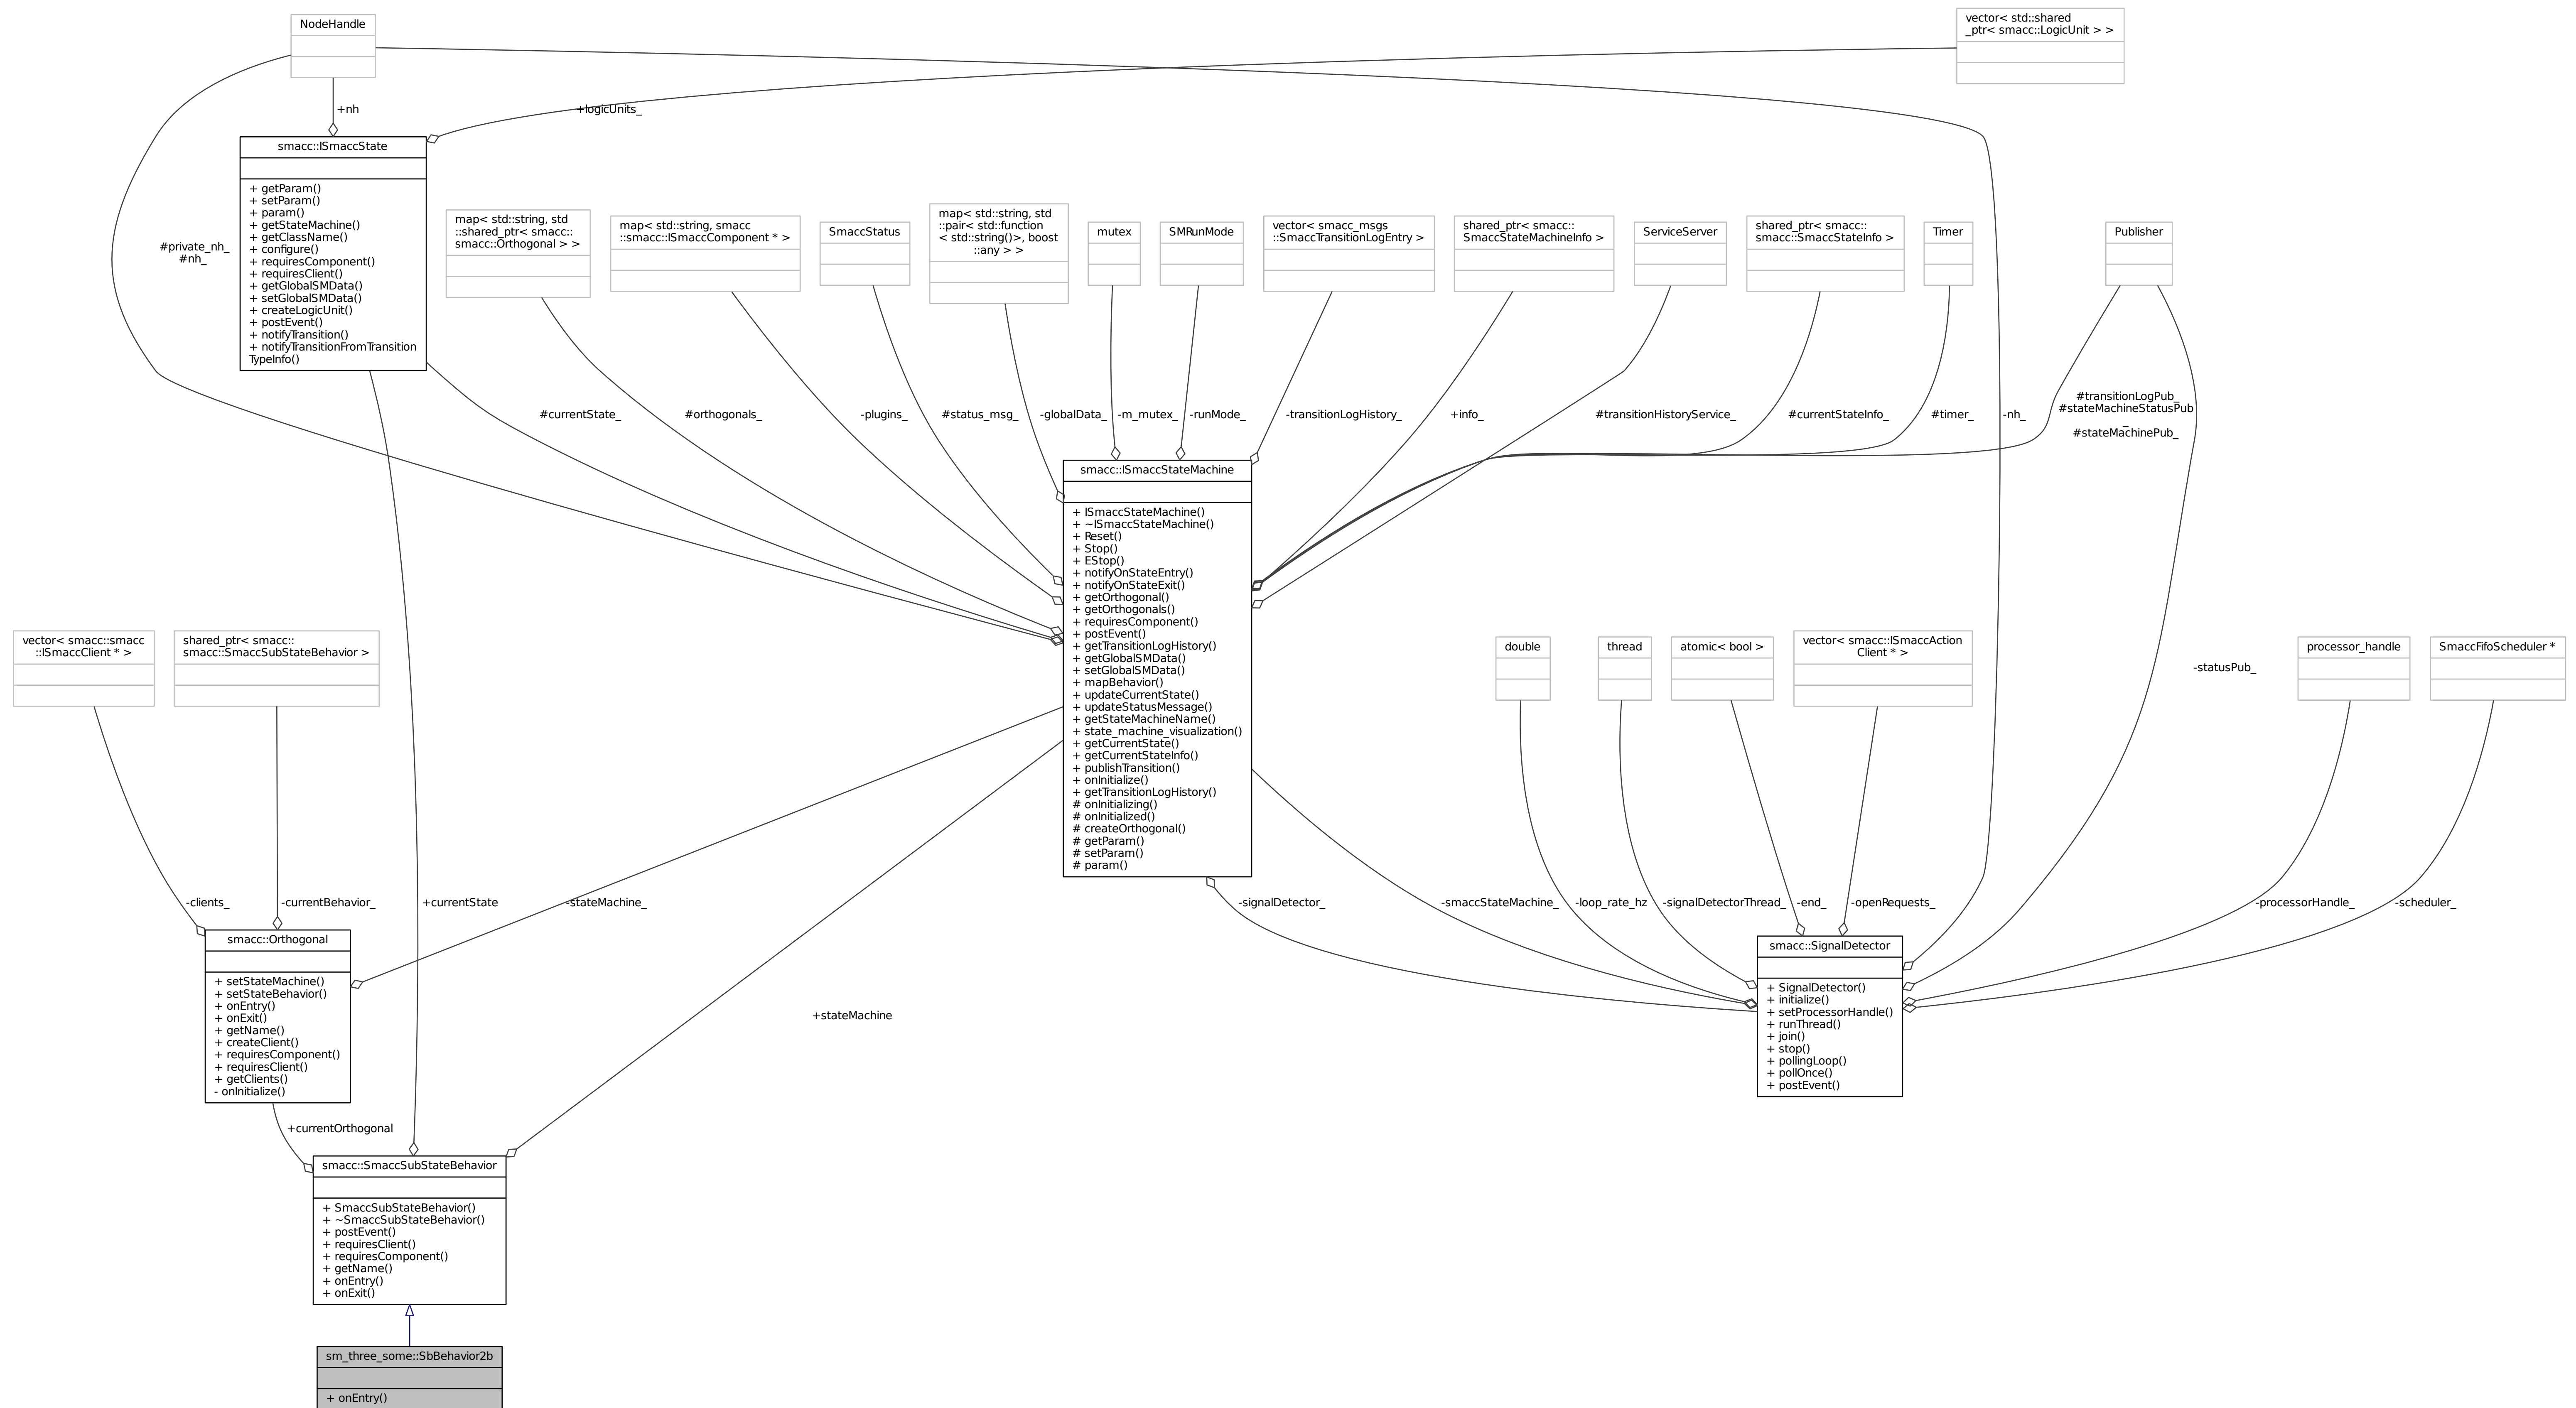 NodeHandle
vector< std::shared
_ptr< smacc::LogicUnit > >
+nh
+logicUnits_
smacc::ISmaccState
+ getParam()
+ setParam()
+ param()
+ getStateMachine()
+ getClassName()
+ configure()
+ requiresComponent()
+ requiresClient()
+ getGlobalSMData()
+ setGlobalSMData()
+ createLogicUnit()
+ postEvent()
+ notifyTransition()
+ notifyTransitionFromTransition
TypeInfo()
#private_nh_
#nh_
map< std::string, std
::shared_ptr< smacc::
smacc::Orthogonal > >
map< std::string, smacc
::smacc::ISmaccComponent * >
SmaccStatus
map< std::string, std
::pair< std::function
< std::string()>, boost
::any > >
mutex
SMRunMode
vector< smacc_msgs
::SmaccTransitionLogEntry >
shared_ptr< smacc::
SmaccStateMachineInfo >
ServiceServer
shared_ptr< smacc::
smacc::SmaccStateInfo >
Timer
Publisher
#currentState_
#orthogonals_
-plugins_
#status_msg_
-globalData_
-m_mutex_
-runMode_
-transitionLogHistory_
+info_
#transitionHistoryService_
#currentStateInfo_
#timer_
#transitionLogPub_
#stateMachineStatusPub
_
#stateMachinePub_
-nh_
smacc::ISmaccStateMachine
+ ISmaccStateMachine()
+ ~ISmaccStateMachine()
+ Reset()
+ Stop()
+ EStop()
+ notifyOnStateEntry()
+ notifyOnStateExit()
+ getOrthogonal()
+ getOrthogonals()
+ requiresComponent()
+ postEvent()
+ getTransitionLogHistory()
+ getGlobalSMData()
+ setGlobalSMData()
+ mapBehavior()
+ updateCurrentState()
+ updateStatusMessage()
+ getStateMachineName()
+ state_machine_visualization()
+ getCurrentState()
+ getCurrentStateInfo()
+ publishTransition()
+ onInitialize()
+ getTransitionLogHistory()
# onInitializing()
# onInitialized()
# createOrthogonal()
# getParam()
# setParam()
# param()
vector< smacc::smacc
::ISmaccClient * >
shared_ptr< smacc::
smacc::SmaccSubStateBehavior >
double
thread
atomic< bool >
vector< smacc::ISmaccAction
Client * >
-statusPub_
processor_handle
SmaccFifoScheduler *
-clients_
-currentBehavior_
+currentState
-stateMachine_
-signalDetector_
-smaccStateMachine_
-loop_rate_hz
-signalDetectorThread_
-end_
-openRequests_
-processorHandle_
-scheduler_
smacc::Orthogonal
+ setStateMachine()
+ setStateBehavior()
+ onEntry()
+ onExit()
+ getName()
+ createClient()
+ requiresComponent()
+ requiresClient()
+ getClients()
- onInitialize()
smacc::SignalDetector
+ SignalDetector()
+ initialize()
+ setProcessorHandle()
+ runThread()
+ join()
+ stop()
+ pollingLoop()
+ pollOnce()
+ postEvent()
+stateMachine
+currentOrthogonal
smacc::SmaccSubStateBehavior
+ SmaccSubStateBehavior()
+ ~SmaccSubStateBehavior()
+ postEvent()
+ requiresClient()
+ requiresComponent()
+ getName()
+ onEntry()
+ onExit()
sm_three_some::SbBehavior2b
+ onEntry()